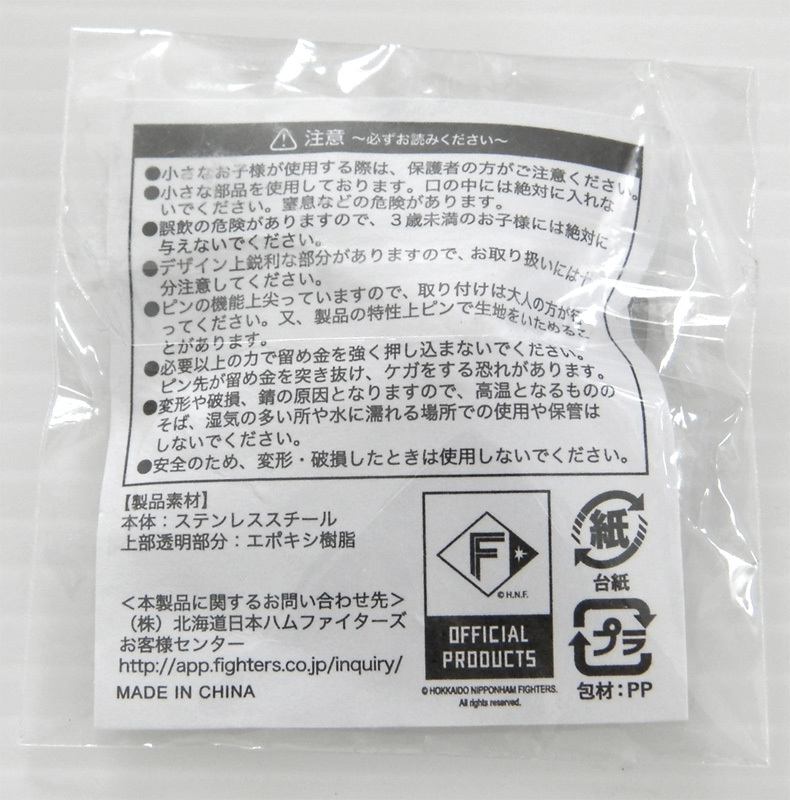 注意 ～必ずお読みください～
●小さなお子様が使用する際は、保護者の方がご注意ください。
●小さな部品を使用しております。口の中には絶対に入れな
いでください。窒息などの危険があります。
●誤飲の危険がありますので、３歳未満のお子様には絶対に
与えないでください。
●デザイン上鋭利な部分がありますので、お取り扱いには十
分注意してください。
●ピンの機能上尖っていますので、取り付けは大人の方が行
ってください。又、製品の特性上ピンで生地をいためるこ
とがあります。
●必要以上の力で留め金を強く押し込まないでください。
ピン先が留め金を突き抜け、ケガをする恐れがあります。
●変形や破損、錆の原因となりますので、高温となるものの
そば、湿気の多い所や水に濡れる場所での使用や保管は
しないでください。
●安全のため、変形・破損したときは使用しないでください。
【製品素材】
本体：ステンレススチール
上部透明部分：エポキシ樹脂
＜本製品に関するお問い合わせ先＞
（株）北海道日本ハムファイターズ
お客様センター
http://app.fighters.co.jp/inquiry/
MADE IN CHINA
F
© H.N.F.
OFFICIAL
PRODUCTS
© HOKKAIDO NIPPONHAM FIGHTERS.
All rights reserved.
紙
台紙
プラ
包材：PP